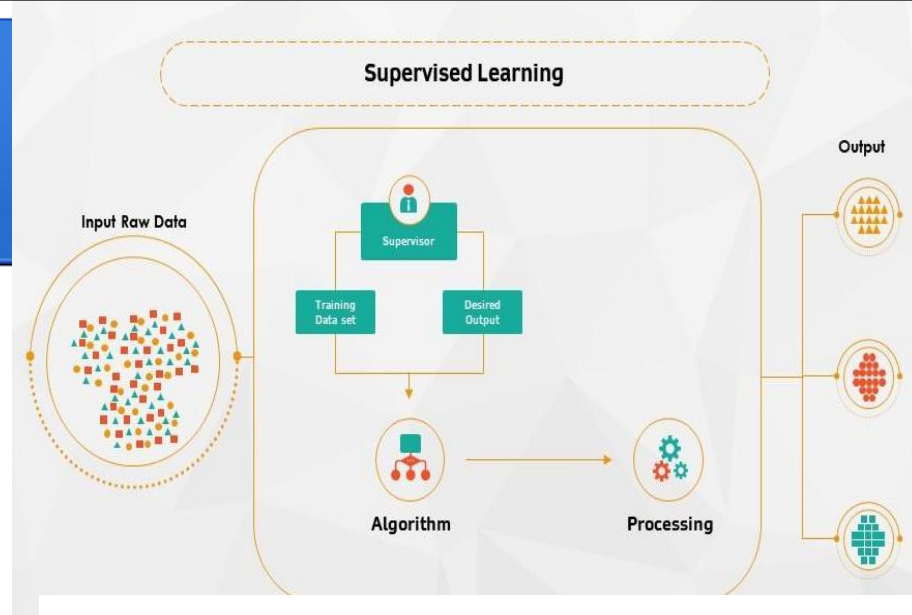 Supervised Learning
Output
Input Raw Data
Supervisor
Training
Data set
Desired
Output
Algorithm
Processing